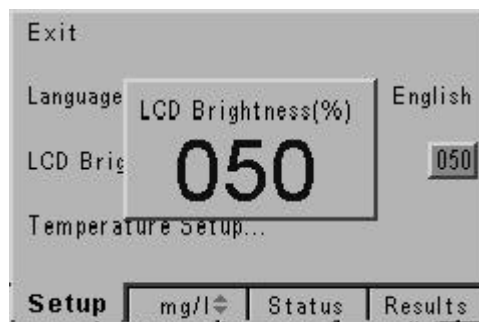 Exit
Language English
LCD Brightness(%)
050
LCD Brig 050
Temperature Setup...
Setup mg/l Status Results